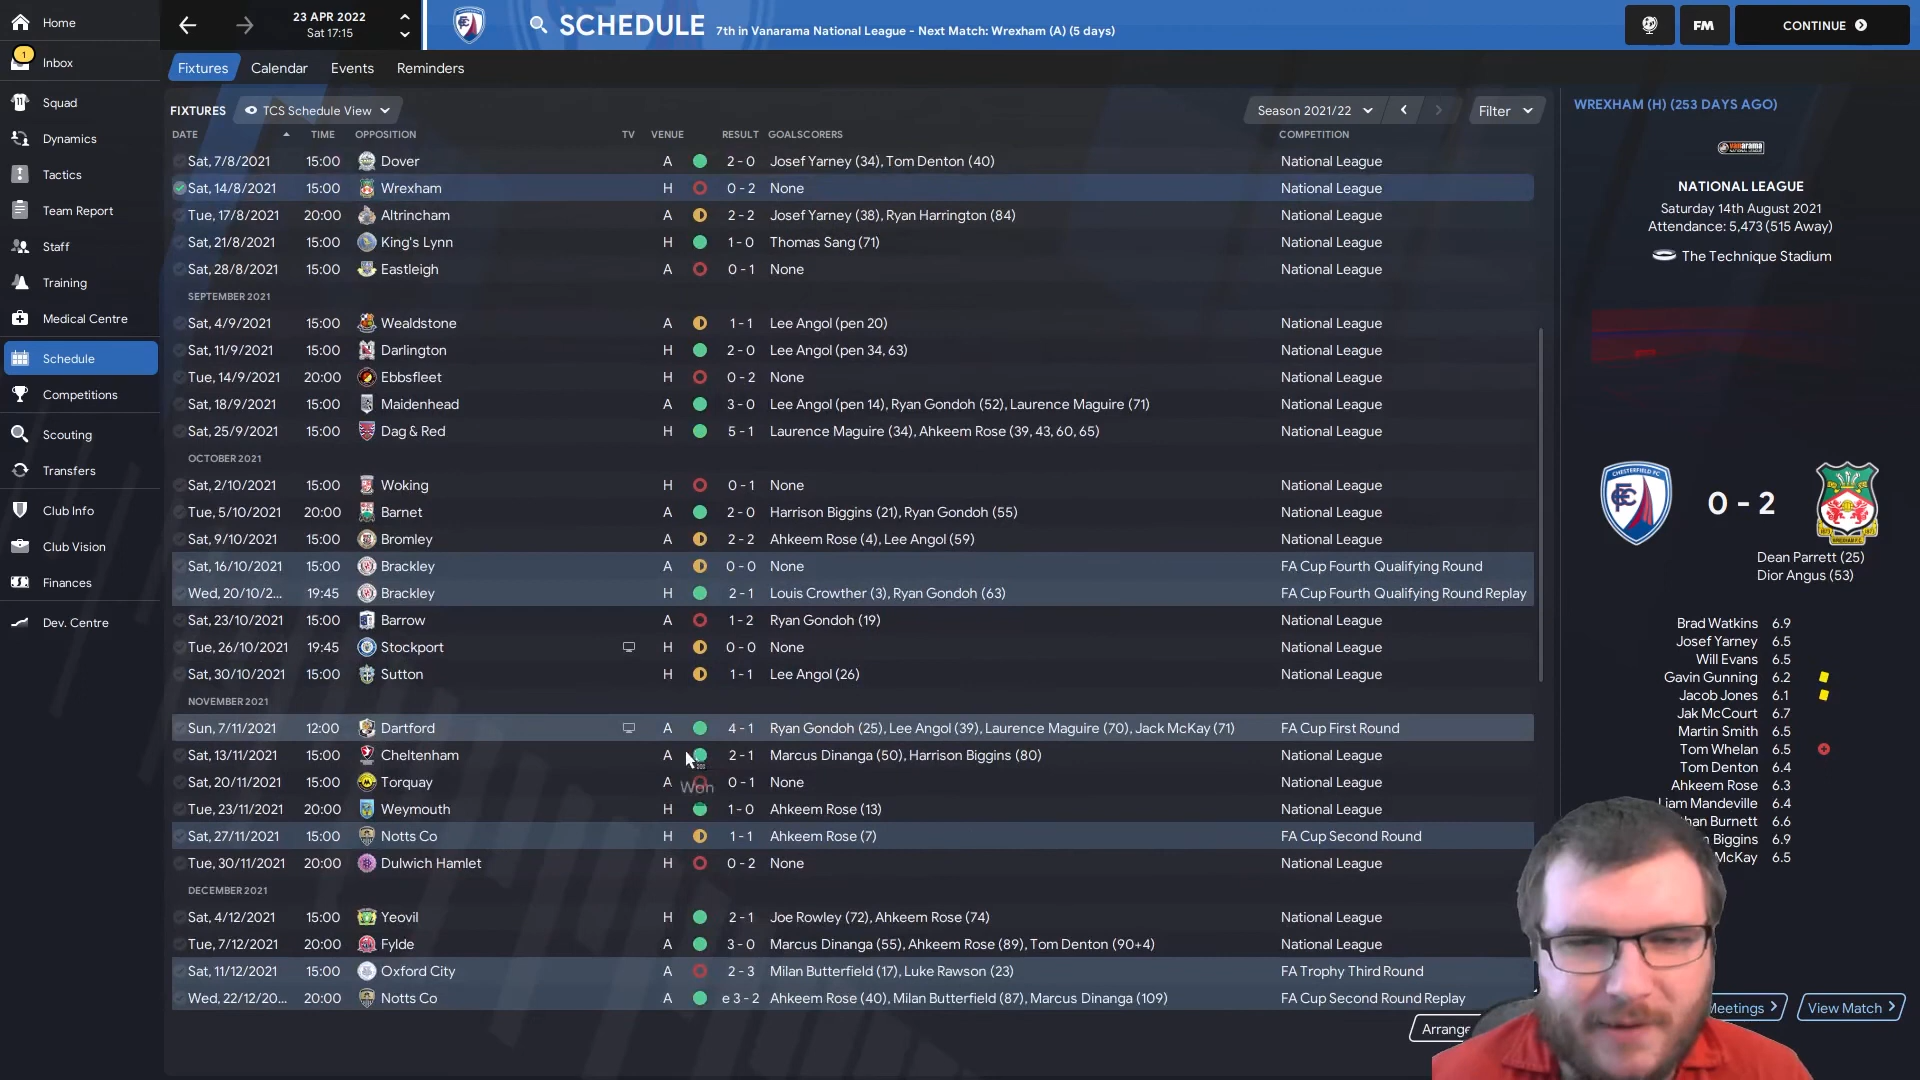 Home
23 APR 2022
Sat 17:15
SCHEDULE
7th in Vanarama National League - Next Match: Wrexham (A) (5 days)
FM
CONTINUE
1
Inbox
Squad
Dynamics
Tactics
Team Report
Staff
Training
Medical Centre
Schedule
Competitions
Scouting
Transfers
Club Info
Club Vision
Finances
Dev. Centre
Fixtures Calendar Events Reminders
FIXTURES TCS Schedule View Season 2021/22 Filter
DATE TIME OPPOSITION TV VENUE RESULT GOALSCORERS COMPETITION
Sat, 7/8/2021 15:00 Dover A 2 - 0 Josef Yarney (34), Tom Denton (40) National League
Sat, 14/8/2021 15:00 Wrexham H 0 - 2 None National League
Tue, 17/8/2021 20:00 Altrincham A 2 - 2 Josef Yarney (38), Ryan Harrington (84) National League
Sat, 21/8/2021 15:00 King's Lynn H 1 - 0 Thomas Sang (71) National League
Sat, 28/8/2021 15:00 Eastleigh A 0 - 1 None National League
SEPTEMBER 2021
Sat, 4/9/2021 15:00 Wealdstone A 1 - 1 Lee Angol (pen 20) National League
Sat, 11/9/2021 15:00 Darlington H 2 - 0 Lee Angol (pen 34, 63) National League
Tue, 14/9/2021 20:00 Ebbsfleet H 0 - 2 None National League
Sat, 18/9/2021 15:00 Maidenhead A 3 - 0 Lee Angol (pen 14), Ryan Gondoh (52), Laurence Maguire (71) National League
Sat, 25/9/2021 15:00 Dag & Red H 5 - 1 Laurence Maguire (34), Ahkeem Rose (39, 43, 60, 65) National League
OCTOBER 2021
Sat, 2/10/2021 15:00 Woking H 0 - 1 None National League
Tue, 5/10/2021 20:00 Barnet A 2 - 0 Harrison Biggins (21), Ryan Gondoh (55) National League
Sat, 9/10/2021 15:00 Bromley A 2 - 2 Ahkeem Rose (4), Lee Angol (59) National League
Sat, 16/10/2021 15:00 Brackley A 0 - 0 None FA Cup Fourth Qualifying Round
Wed, 20/10/2... 19:45 Brackley H 2 - 1 Louis Crowther (3), Ryan Gondoh (63) FA Cup Fourth Qualifying Round Replay
Sat, 23/10/2021 15:00 Barrow A 1 - 2 Ryan Gondoh (19) National League
Tue, 26/10/2021 19:45 Stockport H 0 - 0 None National League
Sat, 30/10/2021 15:00 Sutton H 1 - 1 Lee Angol (26) National League
NOVEMBER 2021
Sun, 7/11/2021 12:00 Dartford A 4 - 1 Ryan Gondoh (25), Lee Angol (39), Laurence Maguire (70), Jack McKay (71) FA Cup First Round
Sat, 13/11/2021 15:00 Cheltenham A 2 - 1 Marcus Dinanga (50), Harrison Biggins (80) National League
Sat, 20/11/2021 15:00 Torquay A 0 - 1 None National League
Won
Tue, 23/11/2021 20:00 Weymouth H 1 - 0 Ahkeem Rose (13) National League
Sat, 27/11/2021 15:00 Notts Co H 1 - 1 Ahkeem Rose (7) FA Cup Second Round
Tue, 30/11/2021 20:00 Dulwich Hamlet H 0 - 2 None National League
DECEMBER 2021
Sat, 4/12/2021 15:00 Yeovil H 2 - 1 Joe Rowley (72), Ahkeem Rose (74) National League
Tue, 7/12/2021 20:00 Fylde A 3 - 0 Marcus Dinanga (55), Ahkeem Rose (89), Tom Denton (90+4) National League
Sat, 11/12/2021 15:00 Oxford City A 2 - 3 Milan Butterfield (17), Luke Rawson (23) FA Trophy Third Round
Wed, 22/12/20... 20:00 Notts Co A e 3 - 2 Ahkeem Rose (40), Milan Butterfield (87), Marcus Dinanga (109) FA Cup Second Round Replay
Arrange
WREXHAM (H) (253 DAYS AGO)
NATIONAL LEAGUE
Saturday 14th August 2021
Attendance: 5,473 (515 Away)
The Technique Stadium
CHESTERFIELD FC
0 - 2
Dean Parrett (25)
Dior Angus (53)
Brad Watkins 6.9
Josef Yarney 6.5
Will Evans 6.5
Gavin Gunning 6.2
Jacob Jones 6.1
Jak McCourt 6.7
Martin Smith 6.5
Tom Whelan 6.5
Tom Denton 6.4
Ahkeem Rose 6.3
Liam Mandeville 6.4
han Burnett 6.6
n Biggins 6.9
McKay 6.5
Meetings
View Match